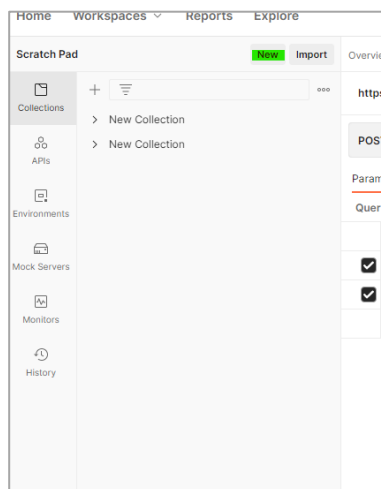 Home Workspaces Reports Explore
Scratch Pad New Import Overvie
Collections
APIs
Environments
Mock Servers
Monitors
History
New Collection
New Collection
https
POST
Param
Quer